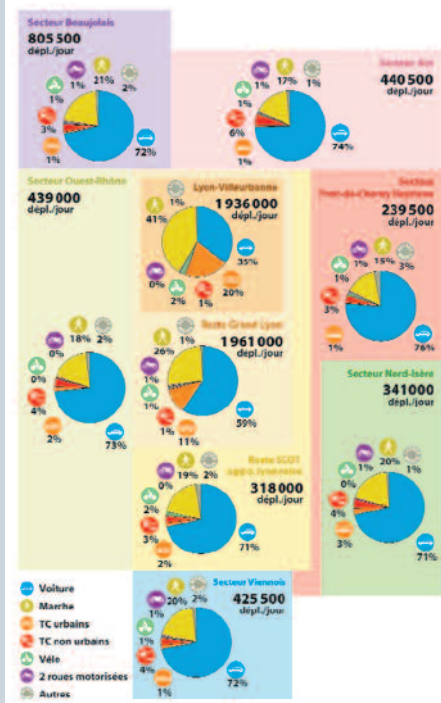 Secteur Beaujolais
805 500
dépl./jour
1%
21%
2%
1%
3%
1%
72%
Secteur Ain
440 500
dépl./jour
1%
17%
1%
1%
6%
1%
74%
Secteur Ouest-Rhône
439 000
dépl./jour
0%
18%
2%
0%
4%
2%
73%
Lyon-Villeurbanne
1 936 000
dépl./jour
1%
41%
0%
2%
1%
20%
35%
Secteur
239 500
dépl./jour
1%
15%
3%
1%
3%
1%
76%
Reste Grand Lyon
1 961 000
dépl./jour
1%
26%
1%
1%
1%
11%
59%
Secteur Nord-Isère
341 000
dépl./jour
1%
20%
1%
0%
4%
3%
71%
Reste SCOT
agglo. lyonnaise
318 000
dépl./jour
0%
19%
2%
2%
3%
2%
71%
Secteur Viennois
425 500
dépl./jour
1%
20%
2%
1%
4%
1%
72%
Voiture
Marche
TC urbains
TC non urbains
Vélo
2 roues motorisées
Autres